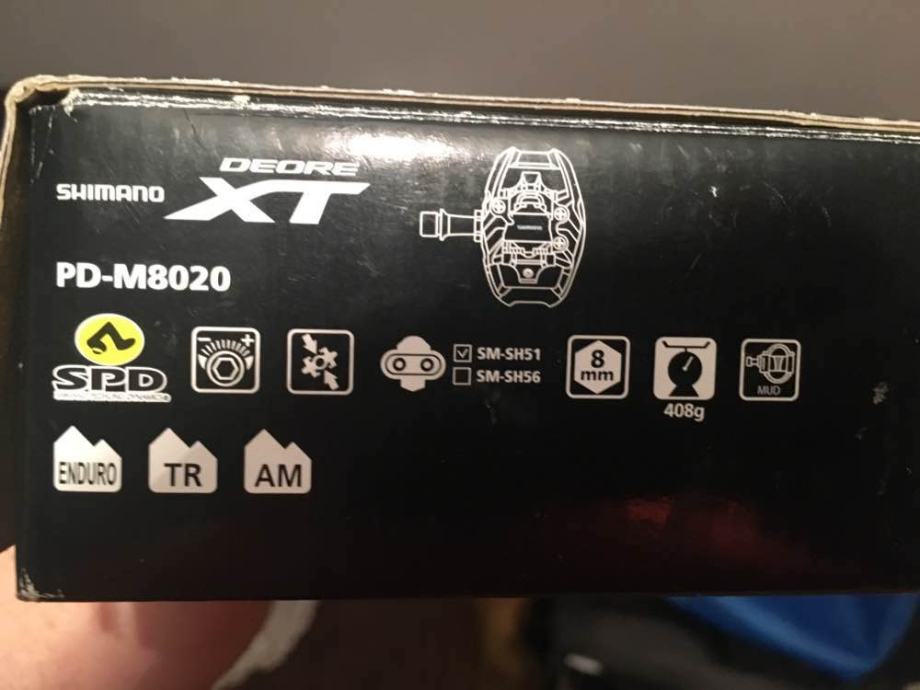 SHIMANO
DEORE
XT
PD-M8020
SPD
- +
SM-SH51
SM-SH56
8
mm
408g
MUD
ENDURO
TR
AM